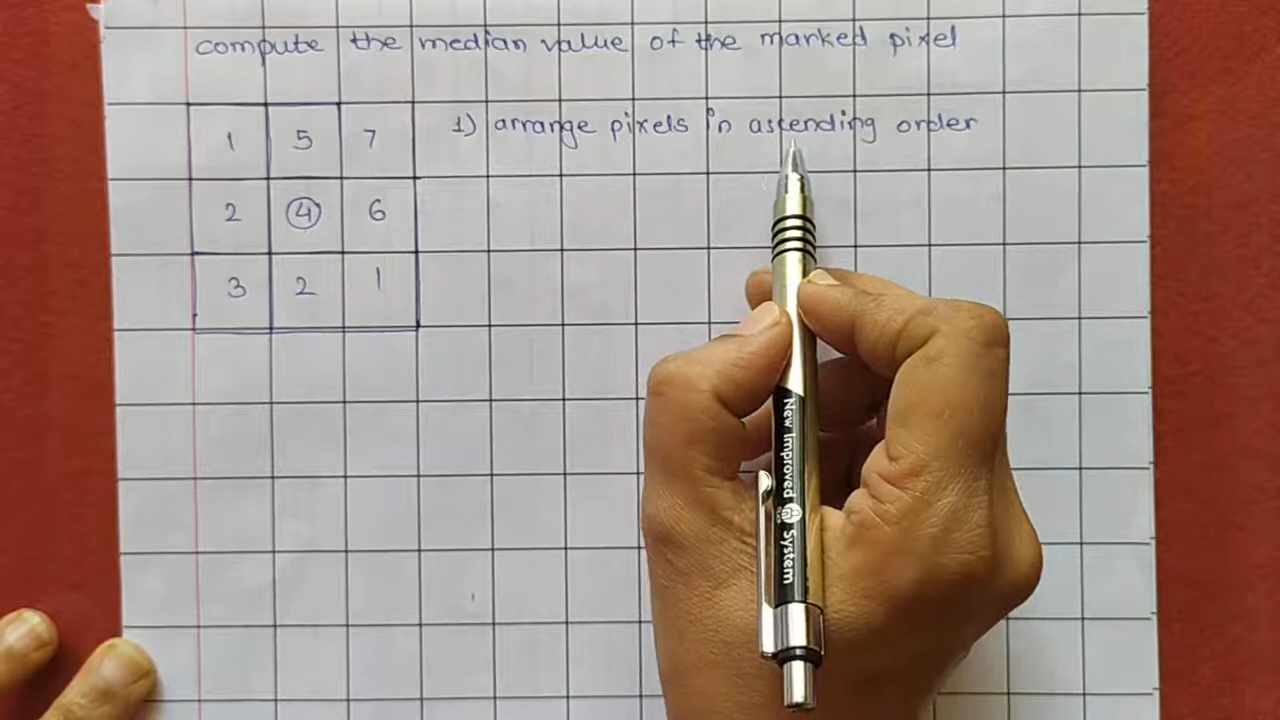 compute the median value of the marked pixel
1) arrange pixels in ascending order
1 5 7
2 4 6
3 2 1
New Improved System